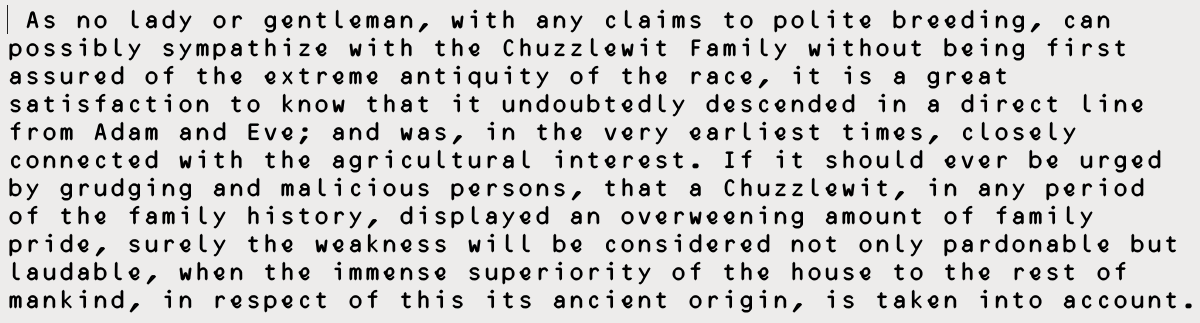 As no lady or gentleman, with any claims to polite breeding, can
possibly sympathize with the Chuzzlewit Family without being first
assured of the extreme antiquity of the race, it is a great
satisfaction to know that it undoubtedly descended in a direct line
from Adam and Eve; and was, in the very earliest times, closely
connected with the agricultural interest. If it should ever be urged
by grudging and malicious persons, that a Chuzzlewit, in any period
of the family history, displayed an overweening amount of family
pride, surely the weakness will be considered not only pardonable but
laudable, when the immense superiority of the house to the rest of
mankind, in respect of this its ancient origin, is taken into account.